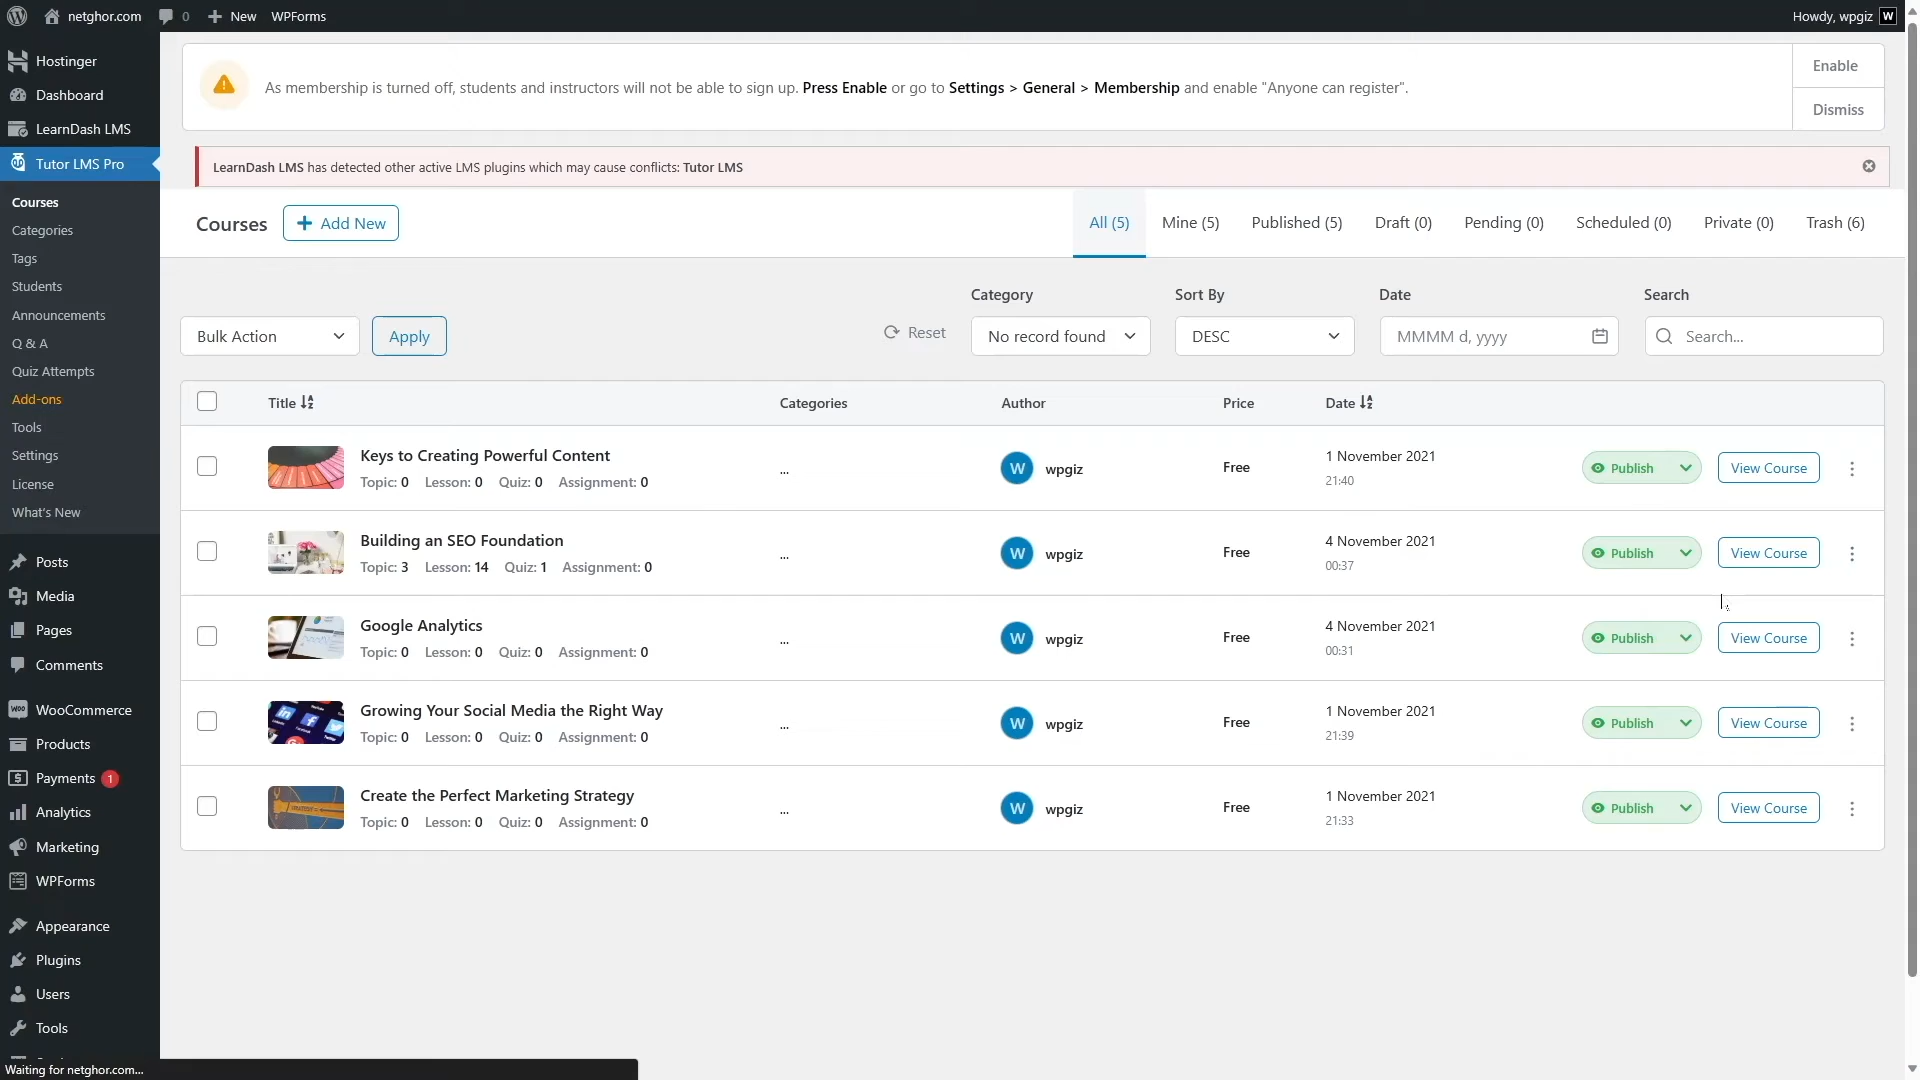 netghor.com 0 New WPForms Howdy, wpgiz W
Hostinger
Dashboard
LearnDash LMS
Tutor LMS Pro
Courses
Categories
Tags
Students
Announcements
Q & A
Quiz Attempts
Add-ons
Tools
Settings
License
What's New
Posts
Media
Pages
Comments
WooCommerce
Products
Payments 1
Analytics
Marketing
WPForms
Appearance
Plugins
Users
Tools
Waiting for netghor.com...
As membership is turned off, students and instructors will not be able to sign up. Press Enable or go to Settings > General > Membership and enable "Anyone can register".
Enable
Dismiss
LearnDash LMS has detected other active LMS plugins which may cause conflicts: Tutor LMS
Courses + Add New All (5) Mine (5) Published (5) Draft (0) Pending (0) Scheduled (0) Private (0) Trash (6)
Category Sort By Date Search
Bulk Action Apply Reset No record found DESC MMMM d, yyyy Search...
Title Categories Author Price Date
Keys to Creating Powerful Content
Topic: 0 Lesson: 0 Quiz: 0 Assignment: 0
... W wpgiz Free 1 November 2021
21:40
Publish View Course
Building an SEO Foundation
Topic: 3 Lesson: 14 Quiz: 1 Assignment: 0
... W wpgiz Free 4 November 2021
00:37
Publish View Course
Google Analytics
Topic: 0 Lesson: 0 Quiz: 0 Assignment: 0
... W wpgiz Free 4 November 2021
00:31
Publish View Course
Growing Your Social Media the Right Way
Topic: 0 Lesson: 0 Quiz: 0 Assignment: 0
... W wpgiz Free 1 November 2021
21:39
Publish View Course
Create the Perfect Marketing Strategy
Topic: 0 Lesson: 0 Quiz: 0 Assignment: 0
... W wpgiz Free 1 November 2021
21:33
Publish View Course